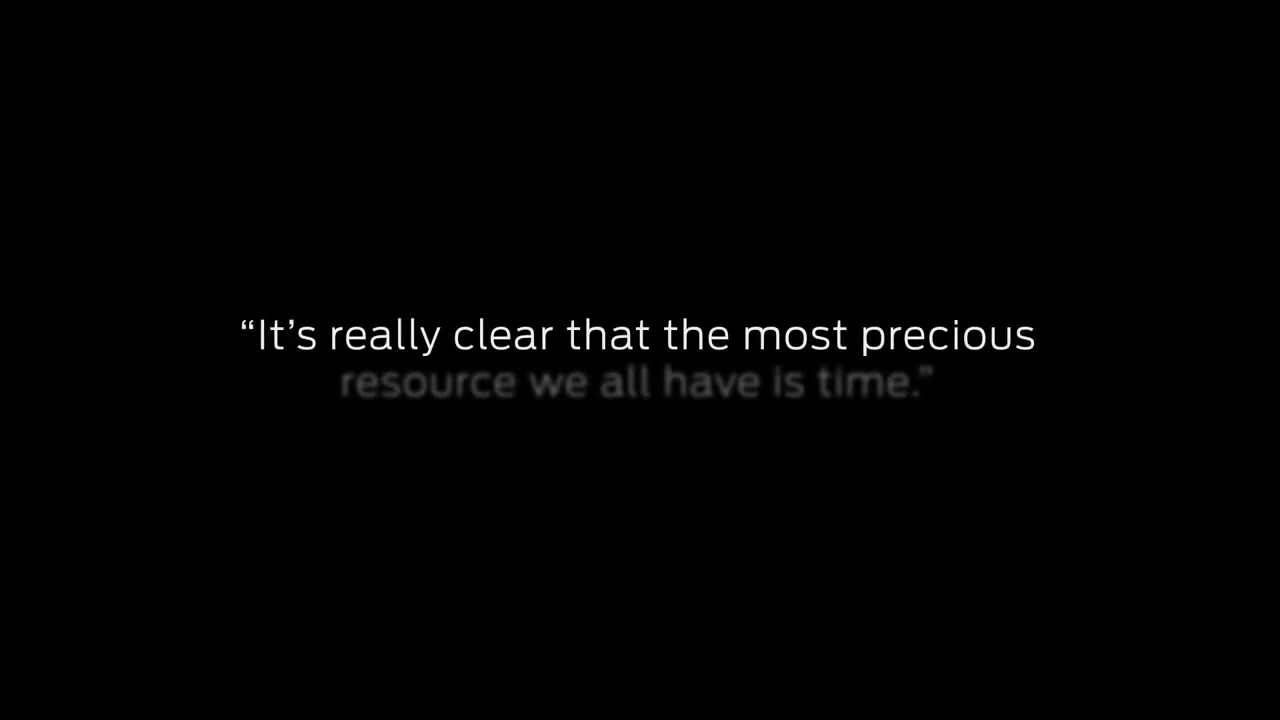 “It’s really clear that the most precious
resource we all have is time.”